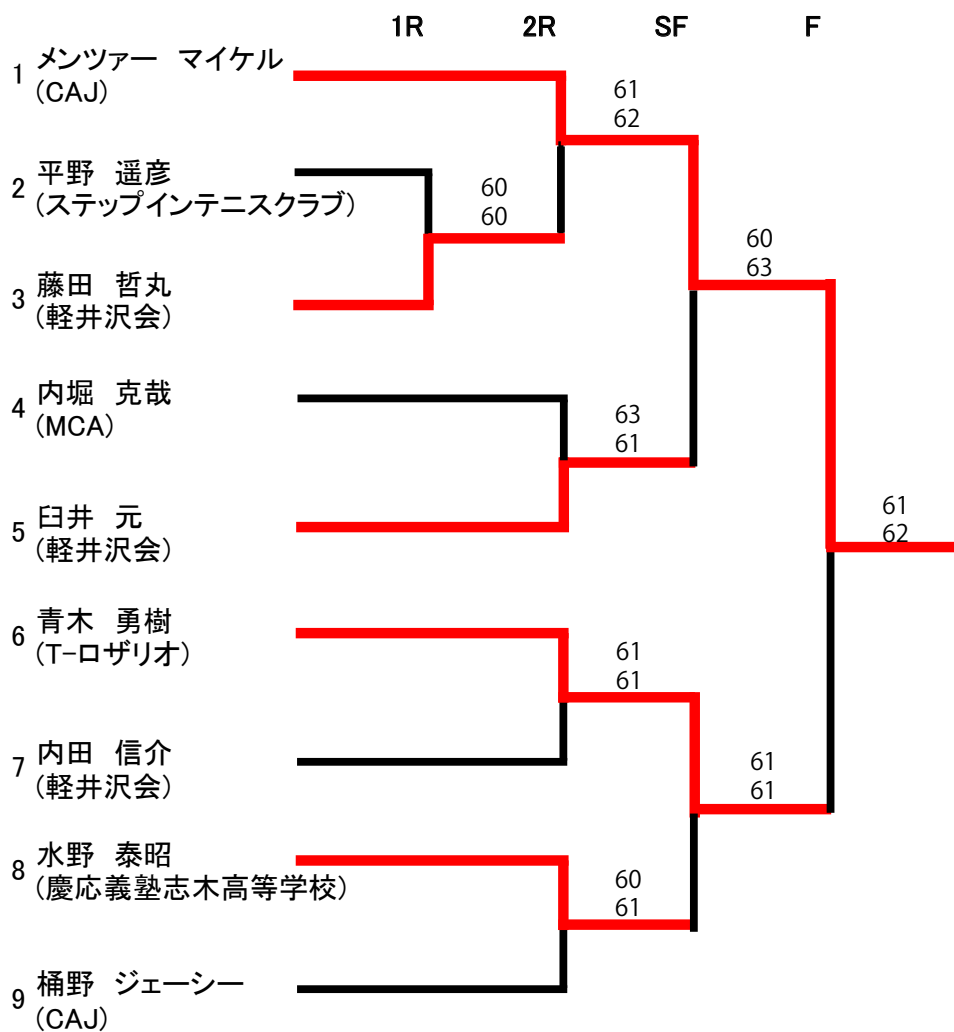 1R 2R SF F
1 メンツァー マイケル
(CAJ)
61
62
2 平野 遥彦
(ステップインテニスクラブ)
60
60
60
63
3 藤田 哲丸
(軽井沢会)
4 内堀 克哉
(MCA)
63
61
5 臼井 元
(軽井沢会)
61
62
6 青木 勇樹
(T-ロザリオ)
61
61
7 内田 信介
(軽井沢会)
61
61
8 水野 泰昭
(慶応義塾志木高等学校)
60
61
9 桶野 ジェーシー
(CAJ)